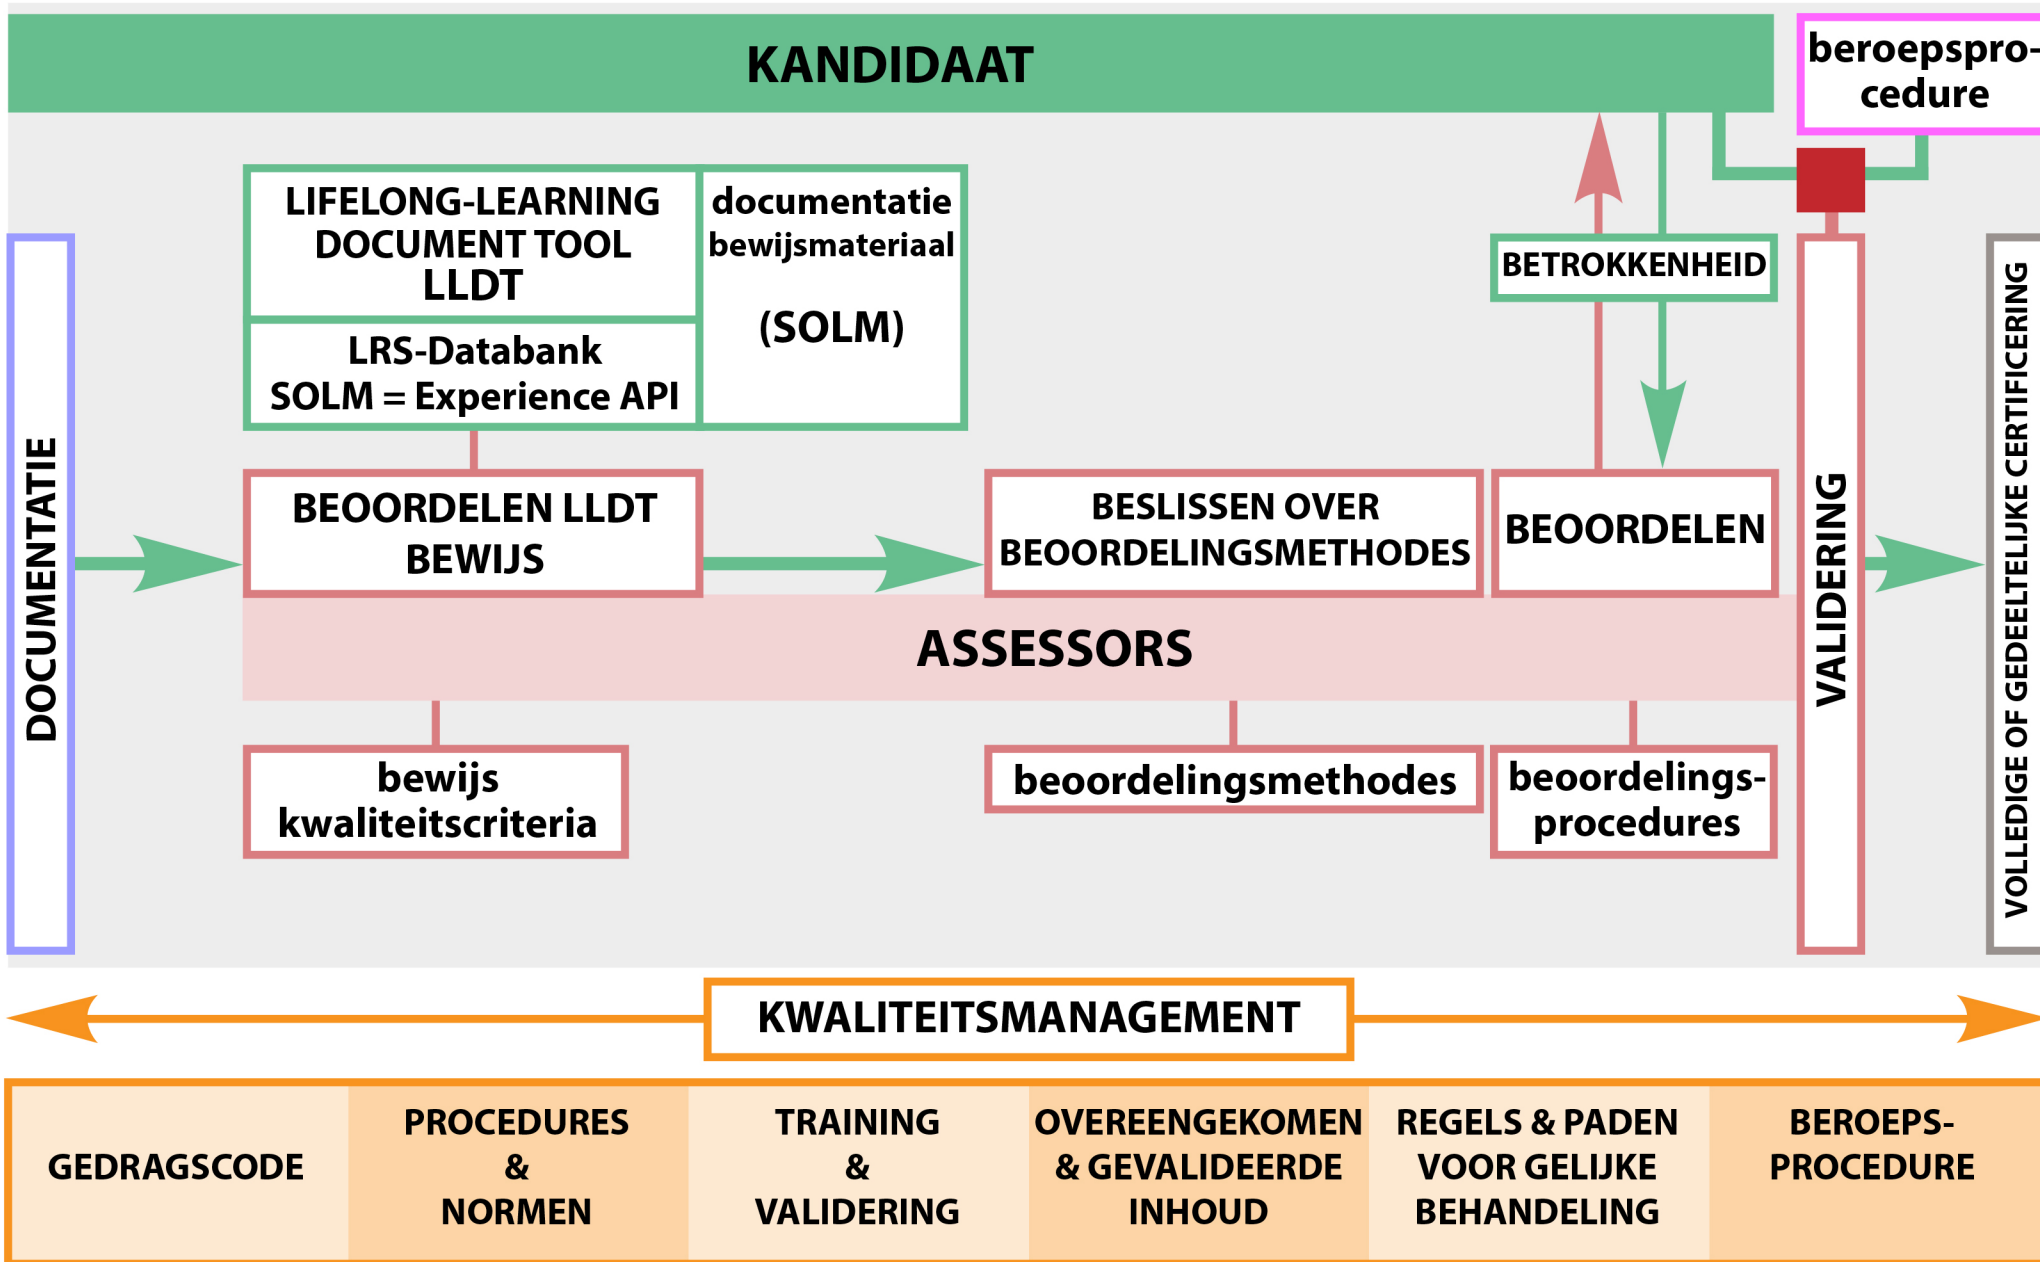 KANDIDAAT
beroepspro-
cedure
LIFELONG-LEARNING
DOCUMENT TOOL
LLDT
documentatie
bewijsmateriaal
(SOLM)
LRS-Databank
SOLM = Experience API
BETROKKENHEID
DOCUMENTATIE
BEOORDELEN LLDT
BEWIJS
BESLISSEN OVER
BEOORDELINGSMETHODES
BEOORDELEN
VALIDERING
VOLLEDIGE OF GEDEELTELIJKE CERTIFICERING
ASSESSORS
bewijs
kwaliteitscriteria
beoordelingsmethodes
beoordelings-
procedures
KWALITEITSMANAGEMENT
GEDRAGSCODE
PROCEDURES
&
NORMEN
TRAINING
&
VALIDERING
OVEREENGEKOMEN
& GEVALIDEERDE
INHOUD
REGELS & PADEN
VOOR GELIJKE
BEHANDELING
BEROEPS-
PROCEDURE